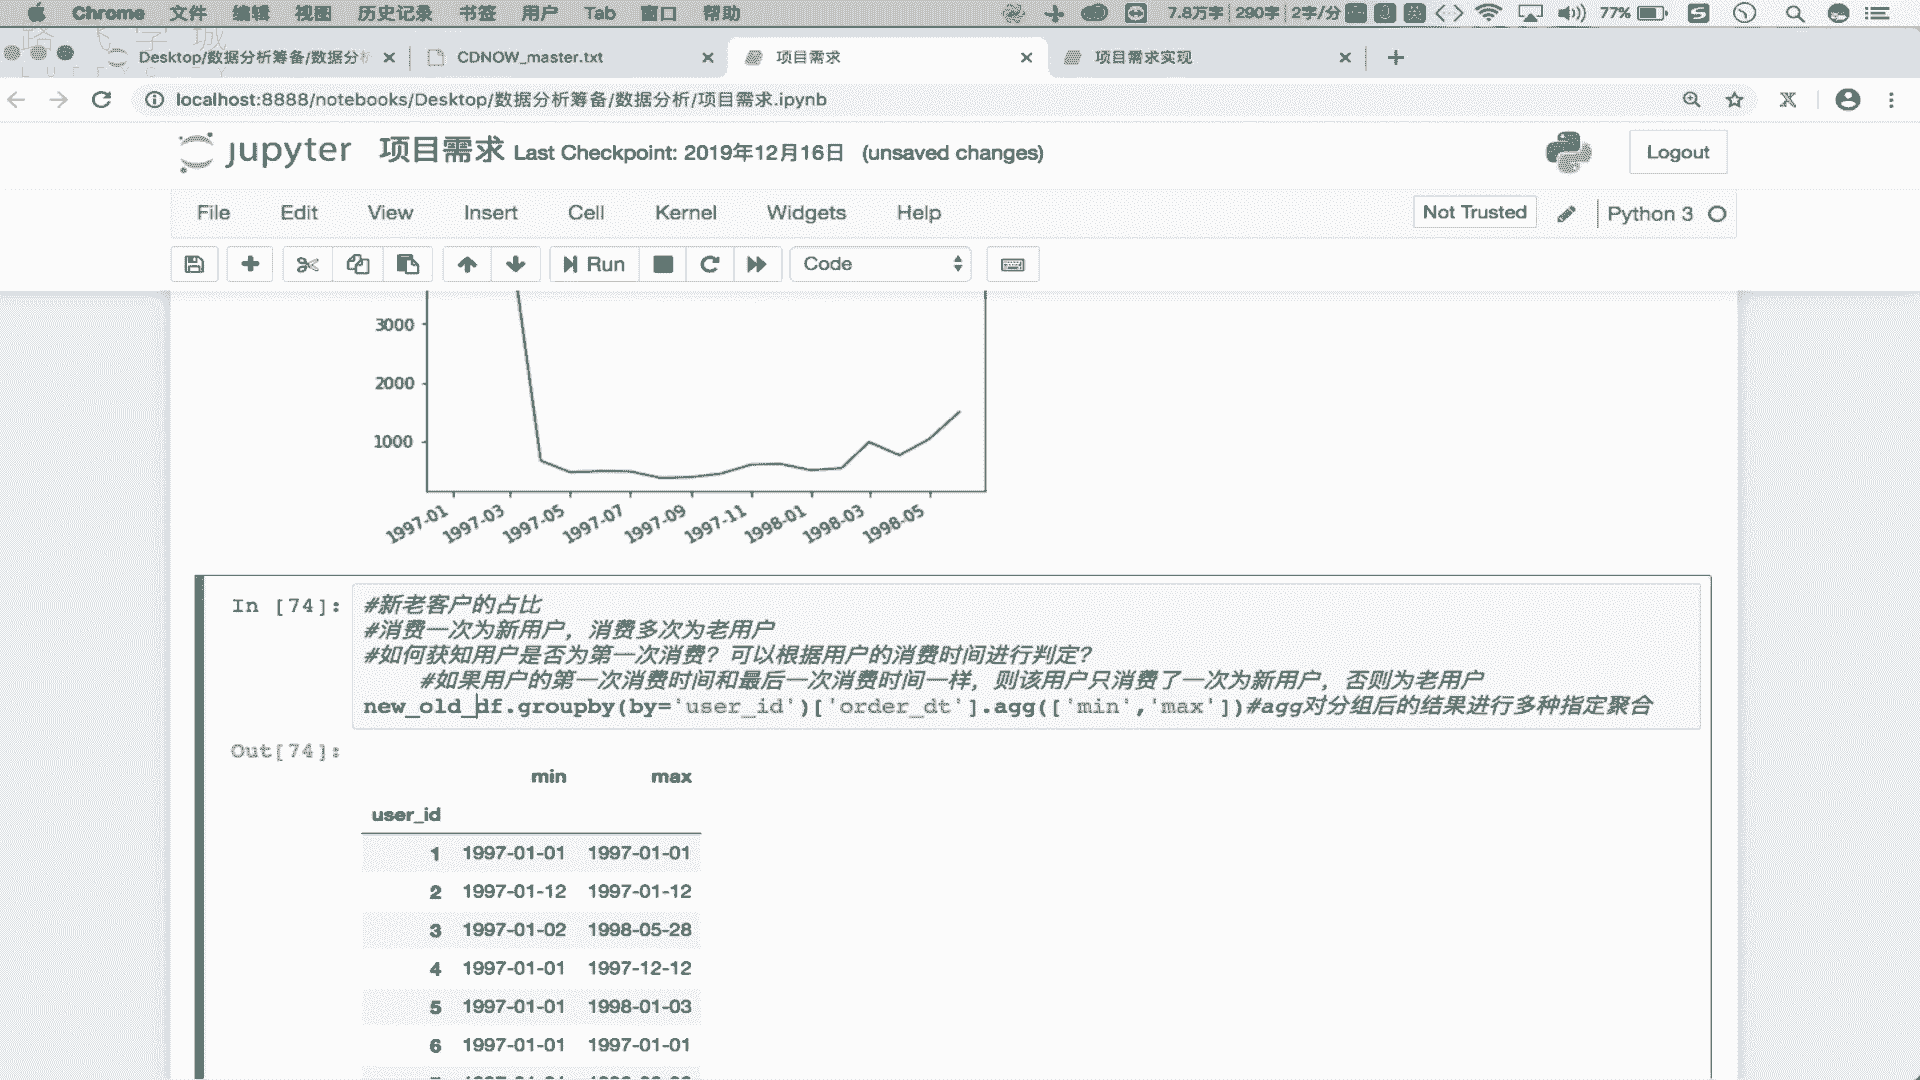 Chrome 文件 编辑 视图 历史记录 书签 用户 Tab 窗口 帮助 7.8万字 290字 2字/分 77%
Desktop/数据分析筹备/数据分 CDNOW_master.txt 项目需求 项目需求实现
localhost:8888/notebooks/Desktop/数据分析筹备/数据分析/项目需求.ipynb
jupyter 项目需求 Last Checkpoint: 2019年12月16日 (unsaved changes) Logout
File Edit View Insert Cell Kernel Widgets Help Not Trusted Python 3
Run Code
3000
2000
1000
1997-01 1997-03 1997-05 1997-07 1997-09 1997-11 1998-01 1998-03 1998-05
In [74]: #新老客户的占比
#消费一次为新用户，消费多次为老用户
#如何获知用户是否为第一次消费？可以根据用户的消费时间进行判定？
#如果用户的第一次消费时间和最后一次消费时间一样，则该用户只消费了一次为新用户，否则为老用户
new_old_df.groupby(by='user_id')['order_dt'].agg(['min','max'])#agg对分组后的结果进行多种指定聚合
Out[74]:
min max
user_id
1 1997-01-01 1997-01-01
2 1997-01-12 1997-01-12
3 1997-01-02 1998-05-28
4 1997-01-01 1997-12-12
5 1997-01-01 1998-01-03
6 1997-01-01 1997-01-01